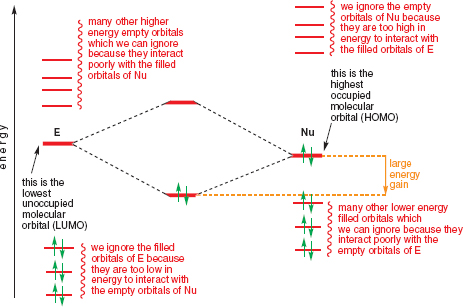 many other higher
energy empty orbitals
which we can ignore
because they interact
poorly with the filled
orbitals of Nu
we ignore the empty
orbitals of Nu because
they are too high in
energy to interact with
the filled orbitals of E
this is the
highest
occupied
molecular
orbital (HOMO)
energy
E
Nu
large
energy
gain
this is the
lowest
unoccupied
molecular
orbital (LUMO)
many other lower energy
filled orbitals which
we can ignore because they
interact poorly with the
empty orbitals of E
we ignore the filled
orbitals of E because
they are too low in
energy to interact with
the empty orbitals of Nu